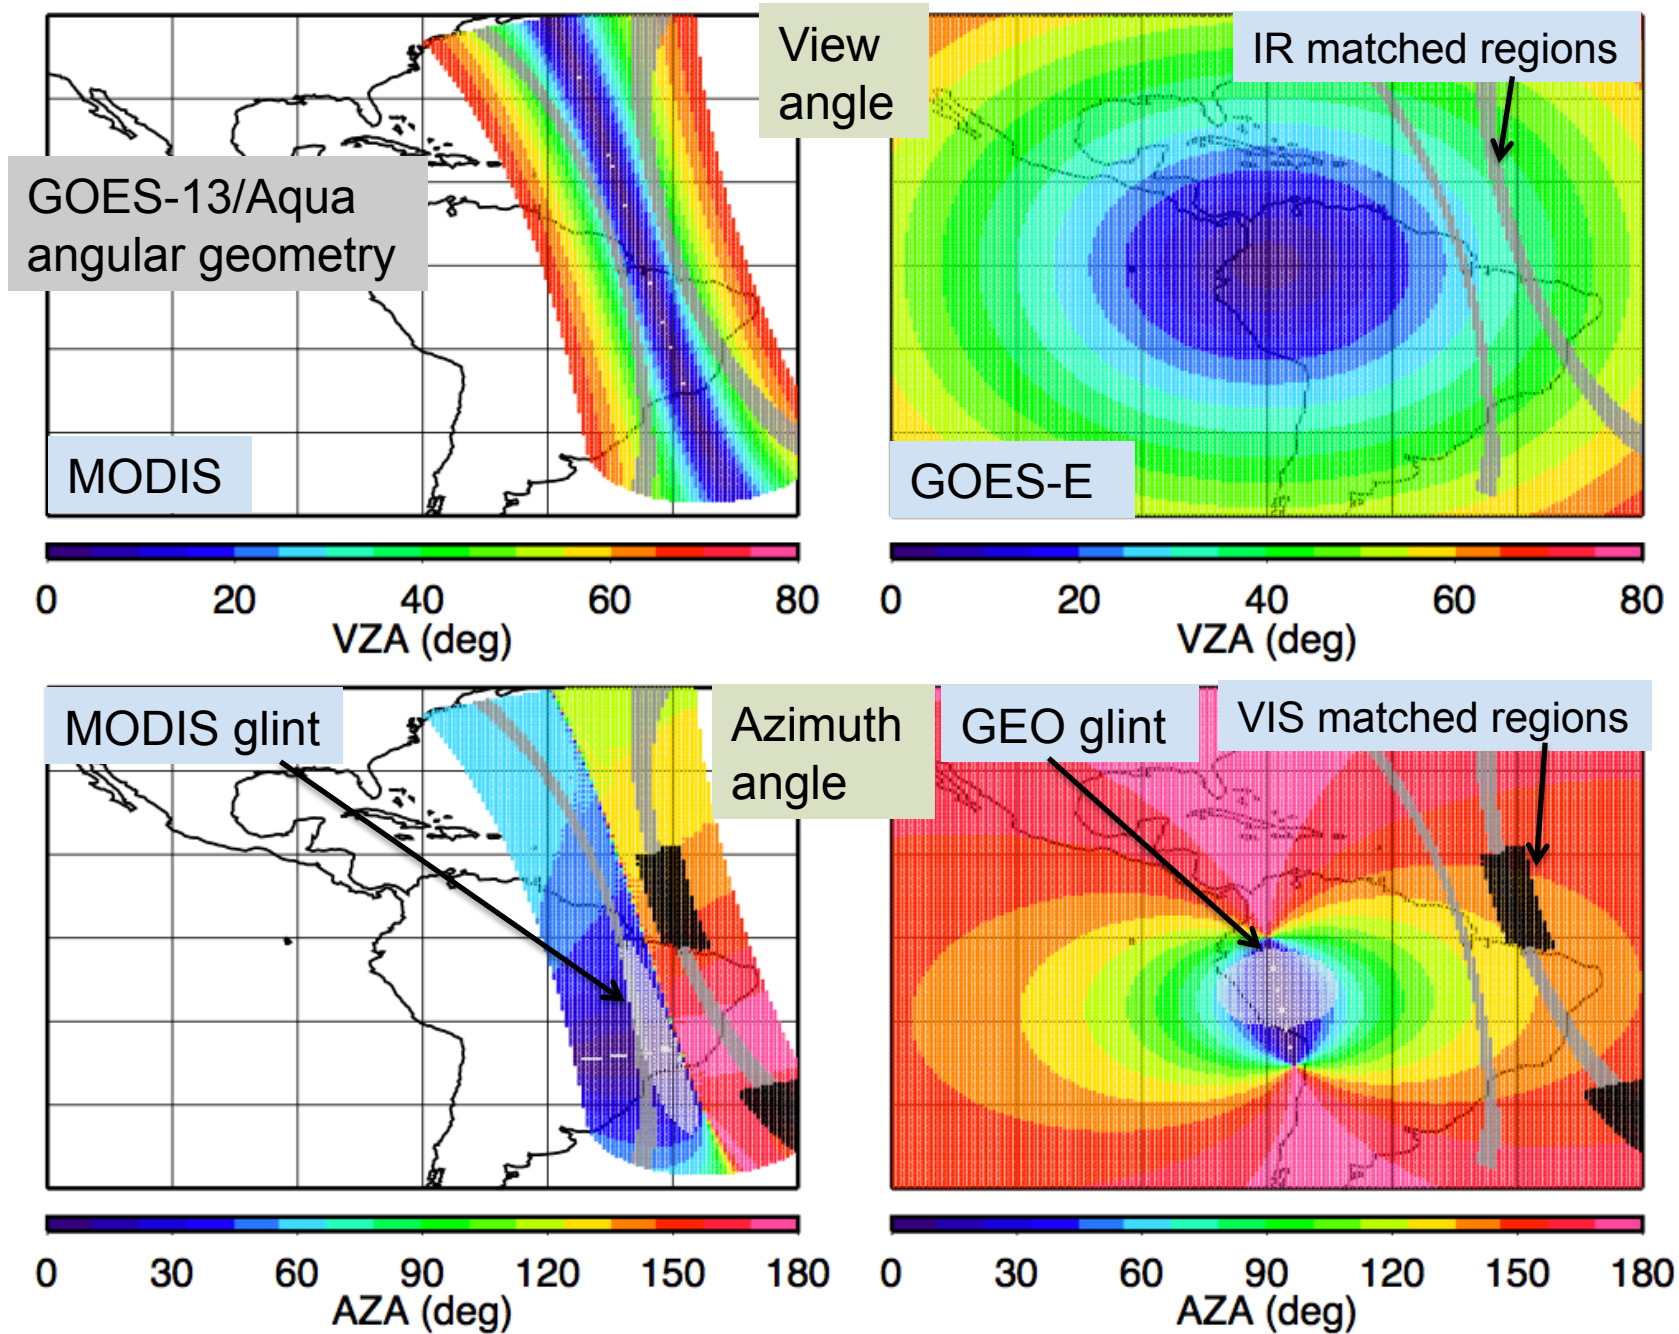 View
angle
IR matched regions
GOES-13/Aqua
angular geometry
MODIS
GOES-E
0 20 40 60 80
VZA (deg)
0 20 40 60 80
VZA (deg)
MODIS glint
Azimuth
angle
GEO glint
VIS matched regions
0 30 60 90 120 150 180
AZA (deg)
0 30 60 90 120 150 180
AZA (deg)